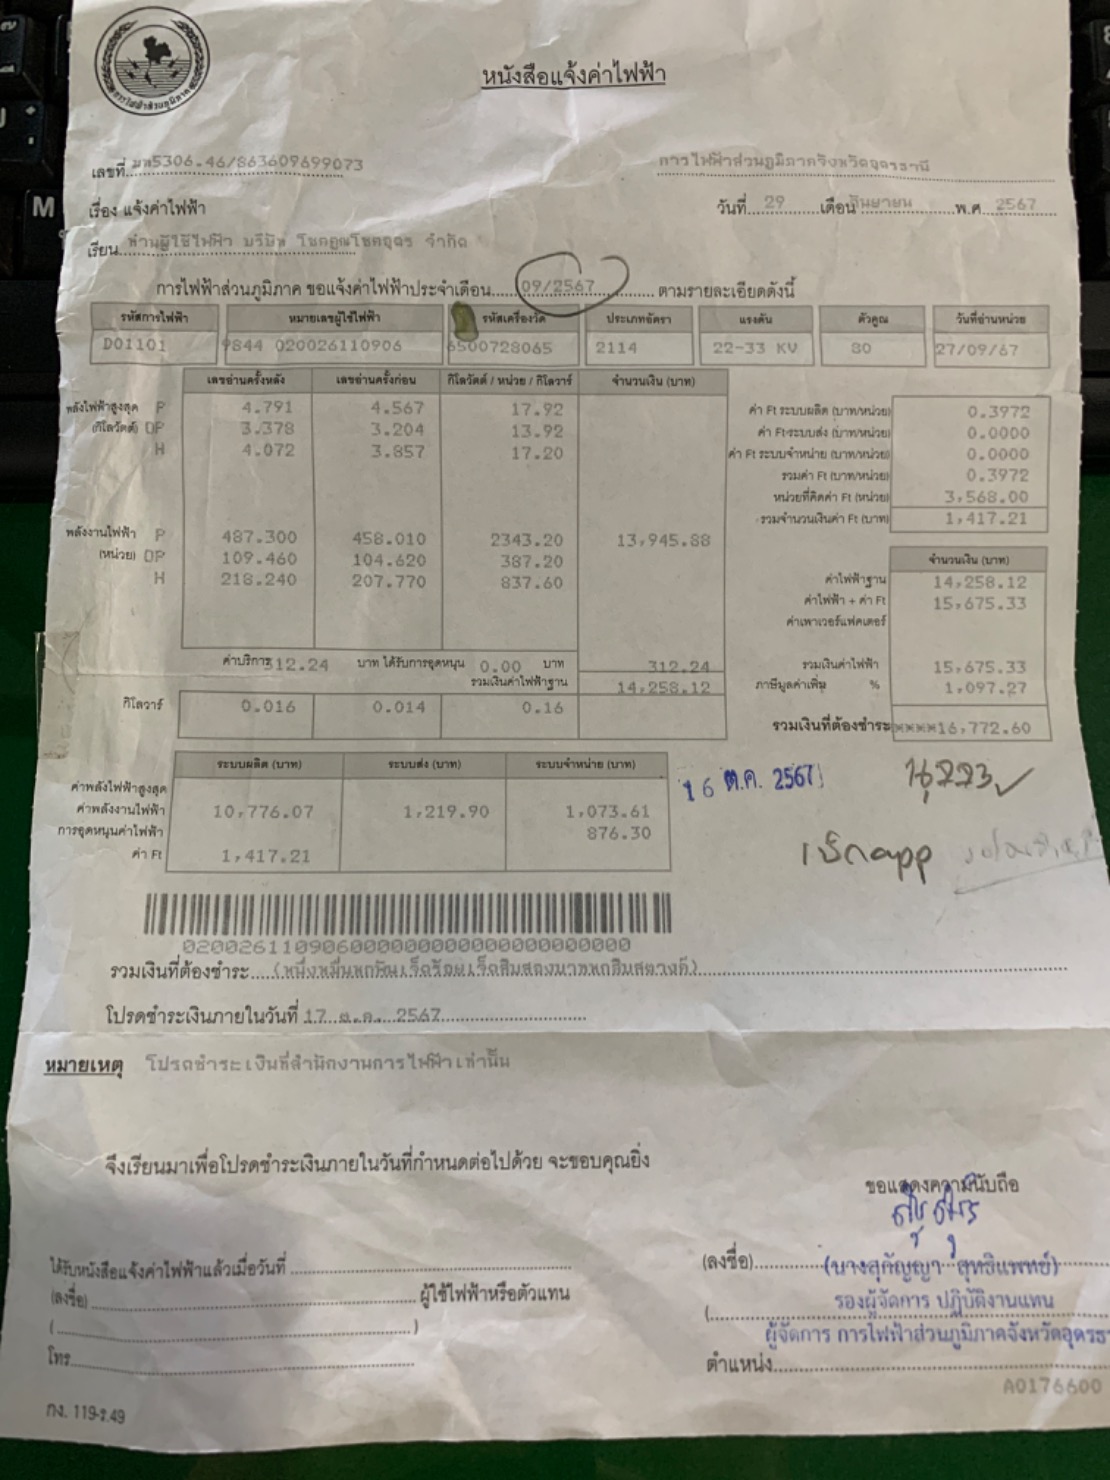 การไฟฟ้าส่วนภูมิภาค
หนังสือแจ้งค่าไฟฟ้า
เลขที่ มท5306.46/863609699073
การไฟฟ้าส่วนภูมิภาคจังหวัดอุดรธานี
เรื่อง แจ้งค่าไฟฟ้า
วันที่ 29 เดือน กันยายน พ.ศ 2567
เรียน ท่านผู้ใช้ไฟฟ้า บริษัท โชคคูณโชคอุดร จำกัด
การไฟฟ้าส่วนภูมิภาค ขอแจ้งค่าไฟฟ้าประจำเดือน 09/2567 ตามรายละเอียดดังนี้
รหัสการไฟฟ้า หมายเลขผู้ใช้ไฟฟ้า รหัสเครื่องวัด ประเภทอัตรา แรงดัน ตัวคูณ วันที่อ่านหน่วย
D01101 9844 020026110906 6500728065 2114 22-33 KV 80 27/09/67
เลขอ่านครั้งหลัง เลขอ่านครั้งก่อน กิโลวัตต์ / หน่วย / กิโลวาร์ จำนวนเงิน (บาท)
พลังไฟฟ้าสูงสุด P 4.791 4.567 17.92
(กิโลวัตต์) OP 3.378 3.204 13.92
H 4.072 3.857 17.20
พลังงานไฟฟ้า P 487.300 458.010 2343.20 13,945.88
(หน่วย) OP 109.460 104.620 387.20
H 218.240 207.770 837.60
ค่าบริการ 312.24 บาท ได้รับการอุดหนุน 0.00 บาท 312.24
รวมเงินค่าไฟฟ้าฐาน 14,258.12
กิโลวาร์ 0.016 0.014 0.16
ค่า Ft ระบบผลิต (บาท/หน่วย) 0.3972
ค่า Ft ระบบส่ง (บาท/หน่วย) 0.0000
ค่า Ft ระบบจำหน่าย (บาท/หน่วย) 0.0000
รวมค่า Ft (บาท/หน่วย) 0.3972
หน่วยที่คิดค่า Ft (หน่วย) 3,568.00
รวมจำนวนเงินค่า Ft (บาท) 1,417.21
จำนวนเงิน (บาท)
ค่าไฟฟ้าฐาน 14,258.12
ค่าไฟฟ้า + ค่า Ft 15,675.33
ค่าเพาเวอร์แฟคเตอร์
รวมเงินค่าไฟฟ้า 15,675.33
ภาษีมูลค่าเพิ่ม % 1,097.27
รวมเงินที่ต้องชำระ ****16,772.60
ระบบผลิต (บาท) ระบบส่ง (บาท) ระบบจำหน่าย (บาท)
ค่าพลังไฟฟ้าสูงสุด
ค่าพลังงานไฟฟ้า 10,776.07 1,219.90 1,073.61
การอุดหนุนค่าไฟฟ้า 876.30
ค่า Ft 1,417.21
16 ต.ค. 2567
เช็ก app
020026110906000000000000000000000
รวมเงินที่ต้องชำระ (หนึ่งหมื่นหกพันเจ็ดร้อยเจ็ดสิบสองบาทหกสิบสตางค์)
โปรดชำระเงินภายในวันที่ 17 ต.ค. 2567
หมายเหตุ โปรดชำระเงินที่สำนักงานการไฟฟ้าเท่านั้น
จึงเรียนมาเพื่อโปรดชำระเงินภายในวันที่กำหนดต่อไปด้วย จะขอบคุณยิ่ง
ขอแสดงความนับถือ
ได้รับหนังสือแจ้งค่าไฟฟ้าแล้วเมื่อวันที่
(ลงชื่อ) ผู้ใช้ไฟฟ้าหรือตัวแทน
( )
โทร
(ลงชื่อ)
(นางสุกัญญา สุทธิแพทย์)
รองผู้จัดการ ปฏิบัติงานแทน
ผู้จัดการ การไฟฟ้าส่วนภูมิภาคจังหวัดอุดรธา
ตำแหน่ง
A0176600
กง. 119-ร.49